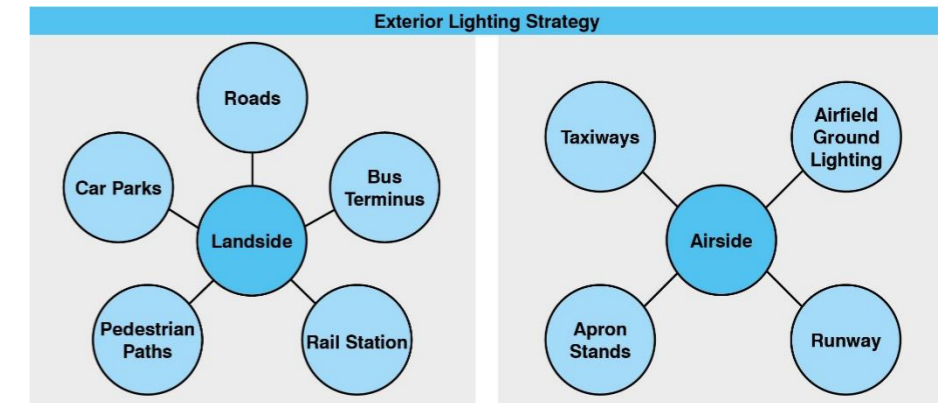 Exterior Lighting Strategy
Roads
Car Parks
Bus
Terminus
Landside
Pedestrian
Paths
Rail Station
Taxiways
Airfield
Ground
Lighting
Airside
Apron
Stands
Runway